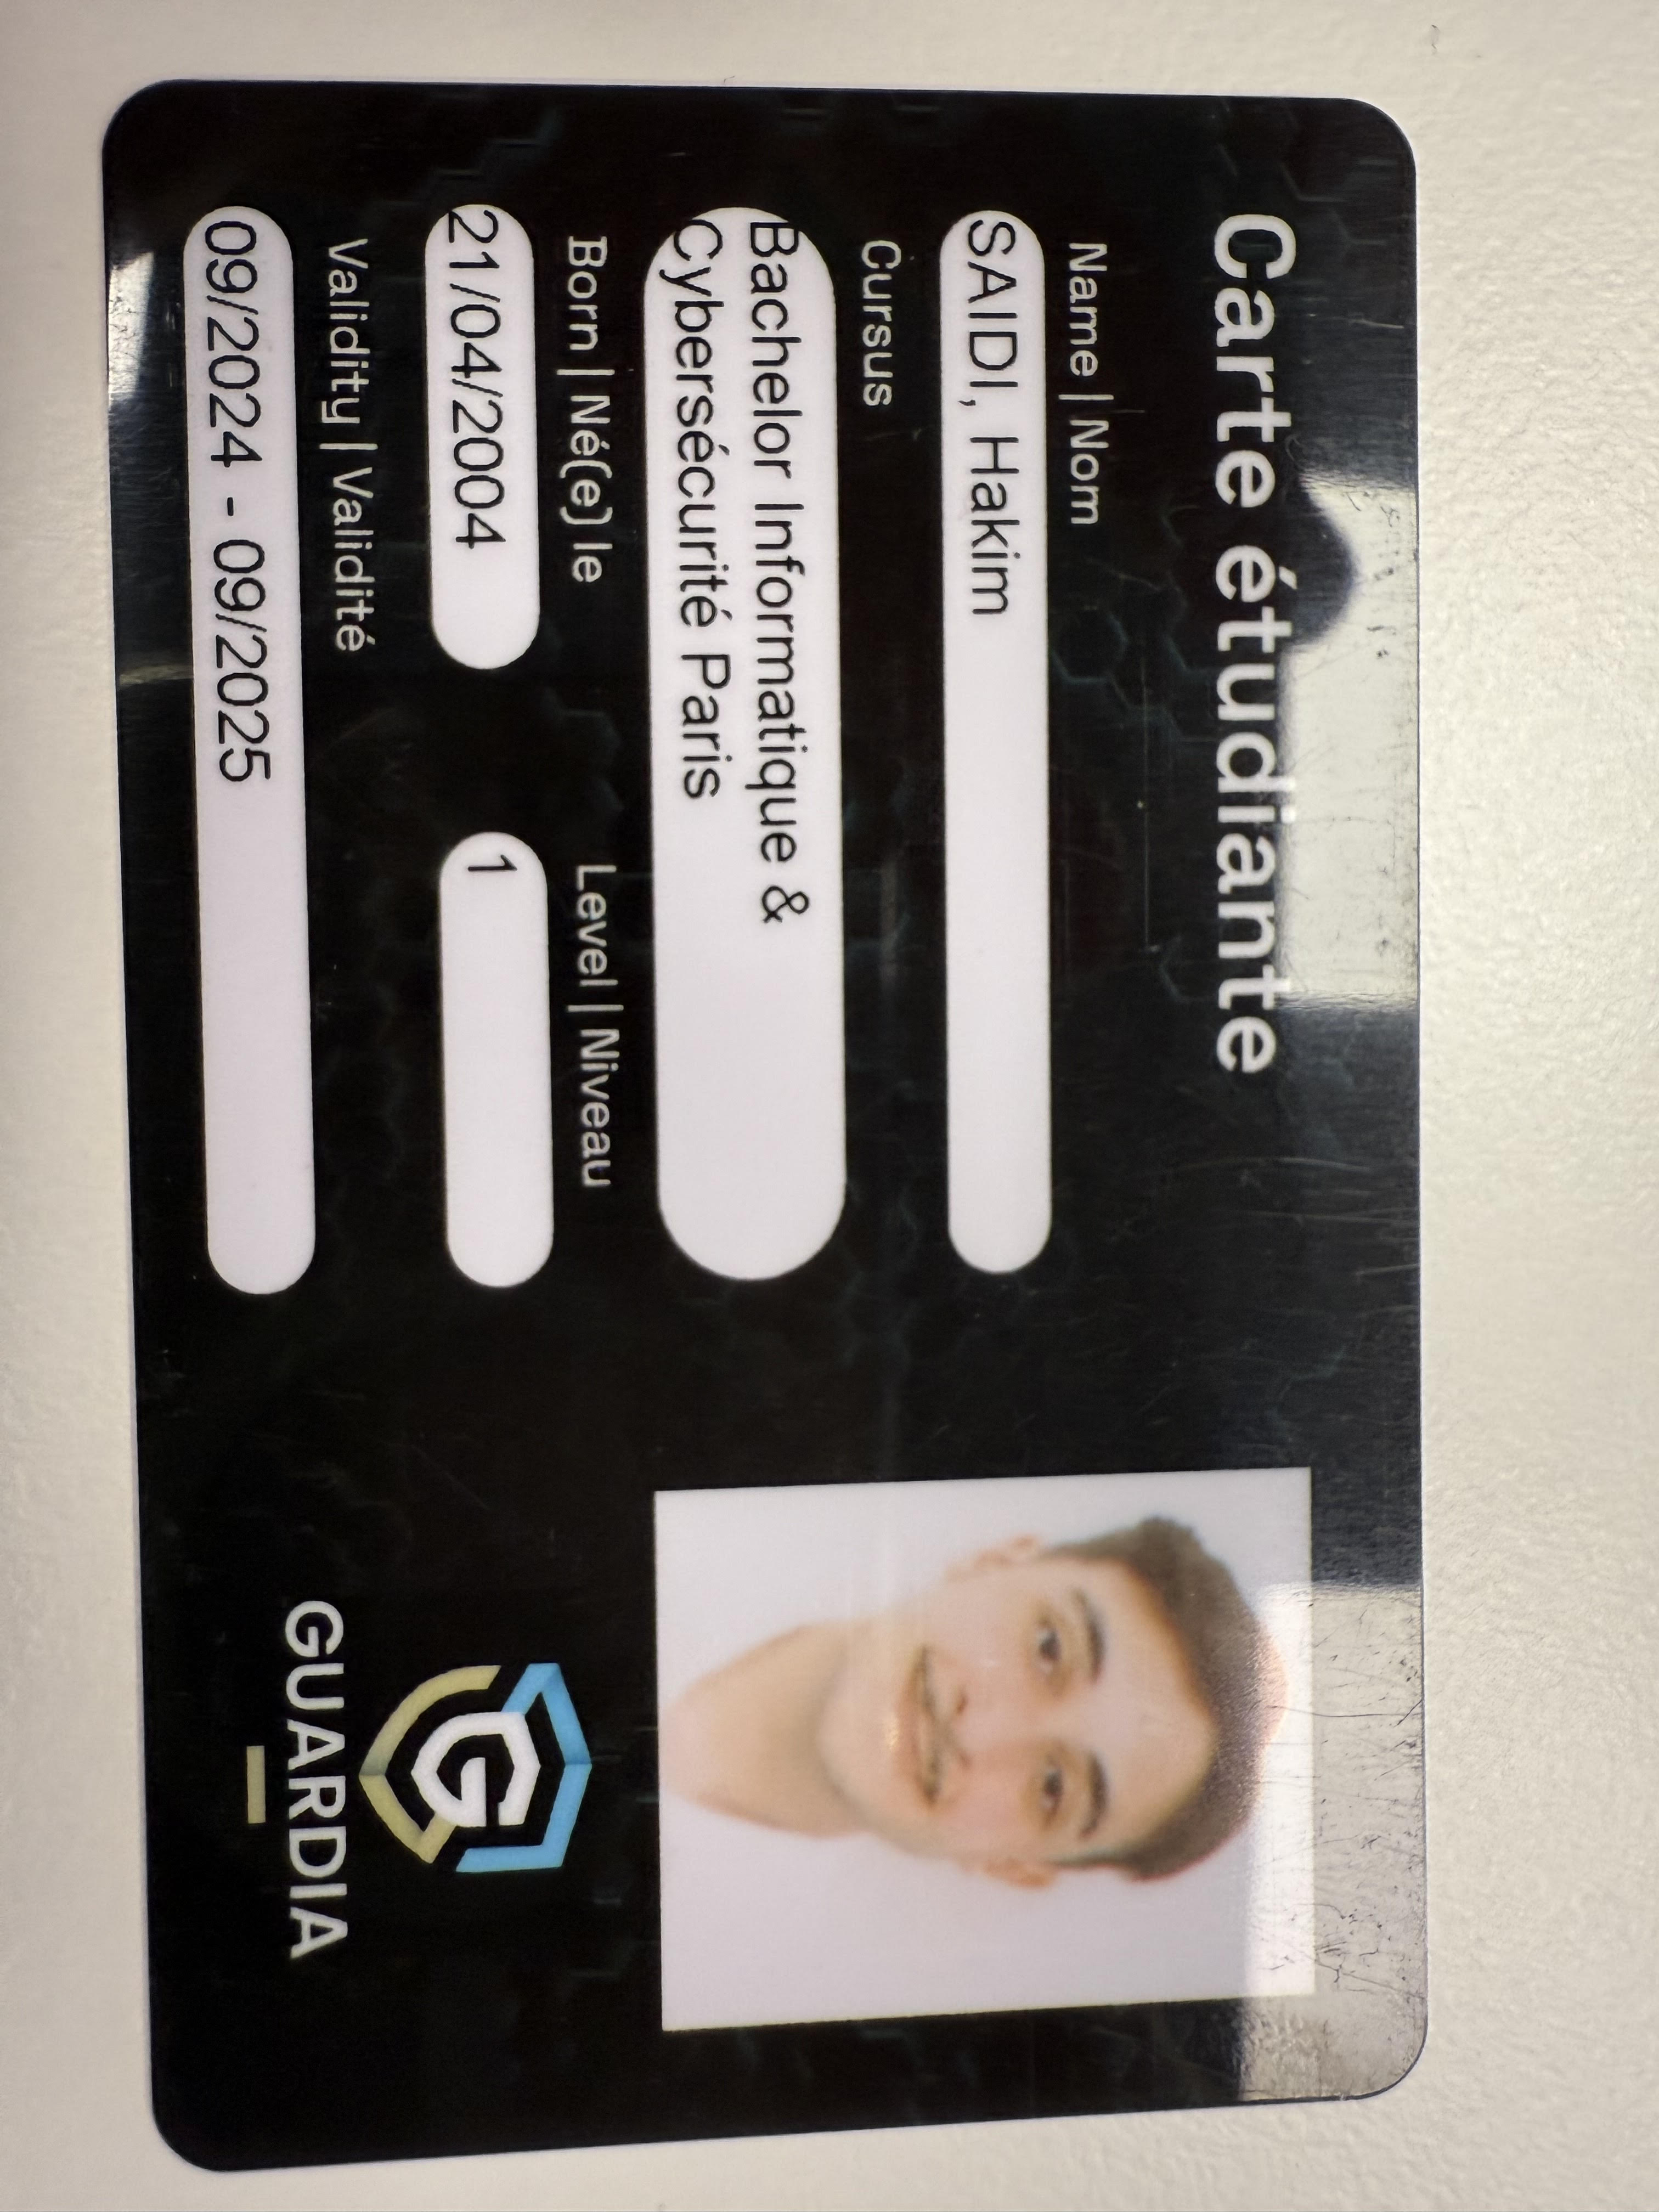 Carte étudiante
Name | Nom
SAIDI, Hakim
Cursus
Bachelor Informatique &
Cybersécurité Paris
Born | Né(e) le
21/04/2004
Level | Niveau
1
Validity | Validité
09/2024 - 09/2025
G
GUARDIA